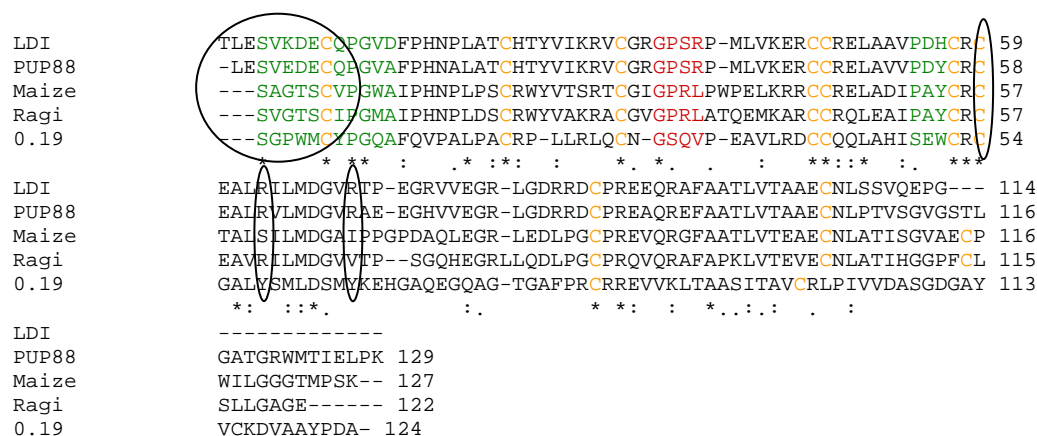 LDI TLESVKDECQPGVDFPHNPLATCHTYVIKRVCGRGPSRP-MLVKERCCRELAAVPDHCRC 59
PUP88 -LESVEDECQPGVAFPHNALATCHTYVIKRVCGRGPSRP-MLVKERCCRELAVVPDYCRC 58
Maize ---SAGTSCVPGWAIPHNPLPSCRWYVTSRTCGIGPRLPWPELKRRCCRELADIPAYCRC 57
Ragi ---SVGTSCIPGMAIPHNPLDSCRWYVAKRACGVGPRLATQEMKARCCRQLEAIPAYCRC 57
0.19 ---SGPWMCYPGQAFQVPALPACRP-LLRLQCN-GSQVP-EAVLRDCCQQLAHISEWCRC 54
* * ** : .* :*: * . *. . : **::* :. ***
LDI EALRILMDGVRTP-EGRVVEGR-LGDRRDCPREEQRAFAATLVTAAECNLSSVQEPG--- 114
PUP88 EALRVLMDGVRAE-EGHVVEGR-LGDRRDCPREAQREFAATLVTAAECNLPTVSGVGSTL 116
Maize TALSILMDGAIPPGPDAQLEGR-LEDLPGCPREVQRGFAATLVTEAECNLATISGVAECP 116
Ragi EAVRILMDGVVTP--SGQHEGRLLQDLPGCPRQVQRAFAPKLVTEVECNLATIHGGPFCL 115
0.19 GALYSMLDSMYKEHGAQEGQAG-TGAFPRCRREVVKLTAASITAVCRLPIVVDASGDGAY 113
*: ::*. :. * *: : *..:.: . :
LDI -------------
PUP88 GATGRWMTIELPK 129
Maize WILGGGTMPSK-- 127
Ragi SLLGAGE------ 122
0.19 VCKDVAAYPDA- 124